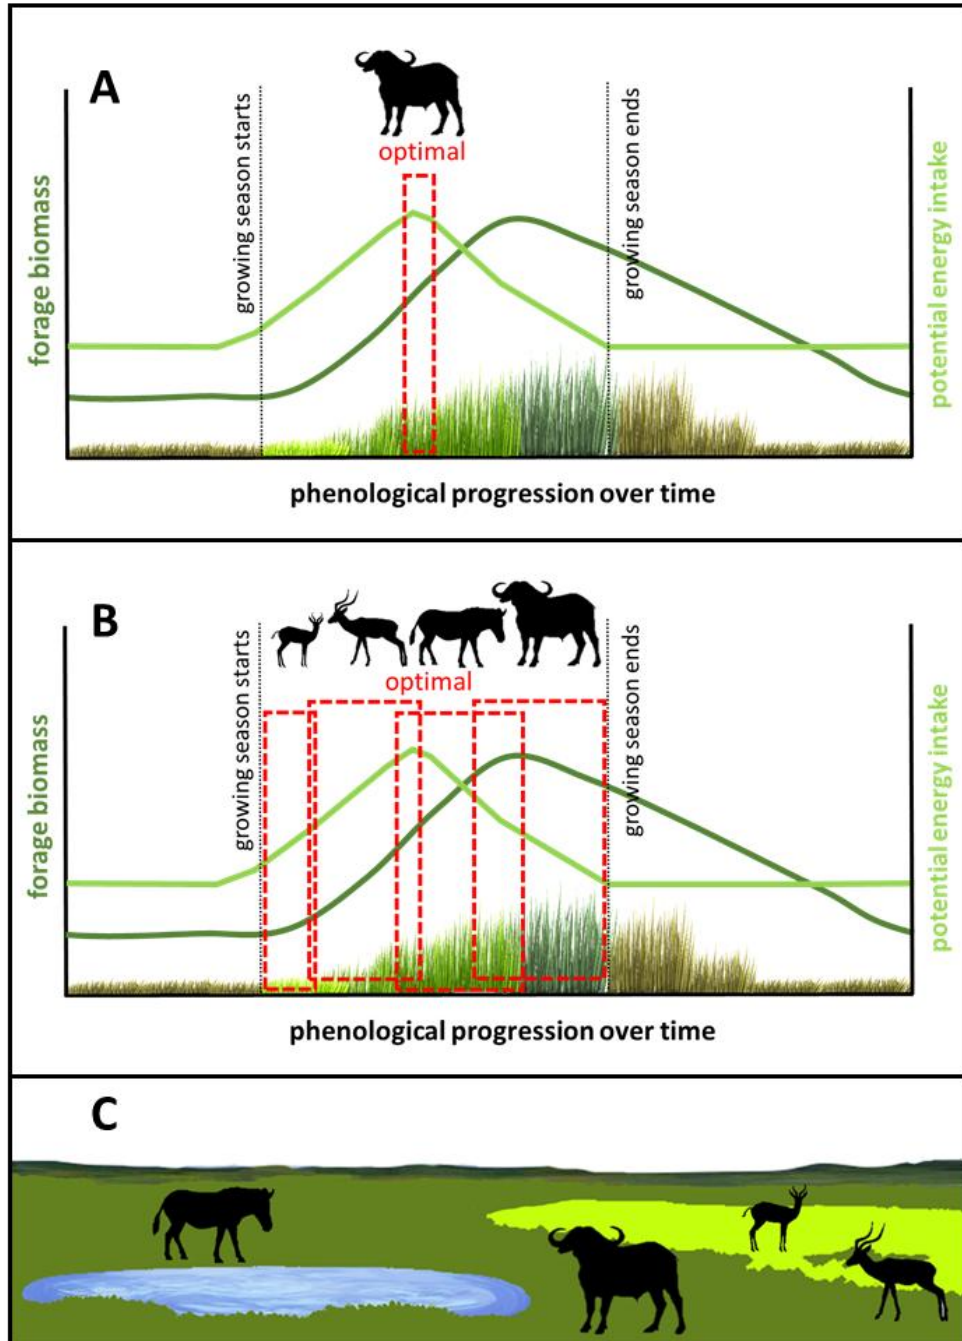 A
optimal
growing season starts
growing season ends
forage biomass
potential energy intake
phenological progression over time
B
optimal
growing season starts
growing season ends
forage biomass
potential energy intake
phenological progression over time
C